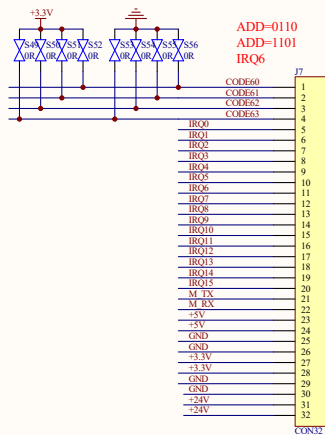 +3.3V
ADD=0110
ADD=1101
IRQ6
S49 S50 S51 S52 S53 S54 S55 S56
0R 0R 0R 0R 0R 0R 0R 0R
J7
CODE60 1
CODE61 2
CODE62 3
CODE63 4
IRQ0 5
IRQ1 6
IRQ2 7
IRQ3 8
IRQ4 9
IRQ5 10
IRQ6 11
IRQ7 12
IRQ8 13
IRQ9 14
IRQ10 15
IRQ11 16
IRQ12 17
IRQ13 18
IRQ14 19
IRQ15 20
M_TX 21
M_RX 22
+5V 23
+5V 24
GND 25
GND 26
+3.3V 27
+3.3V 28
GND 29
GND 30
+24V 31
+24V 32
CON32